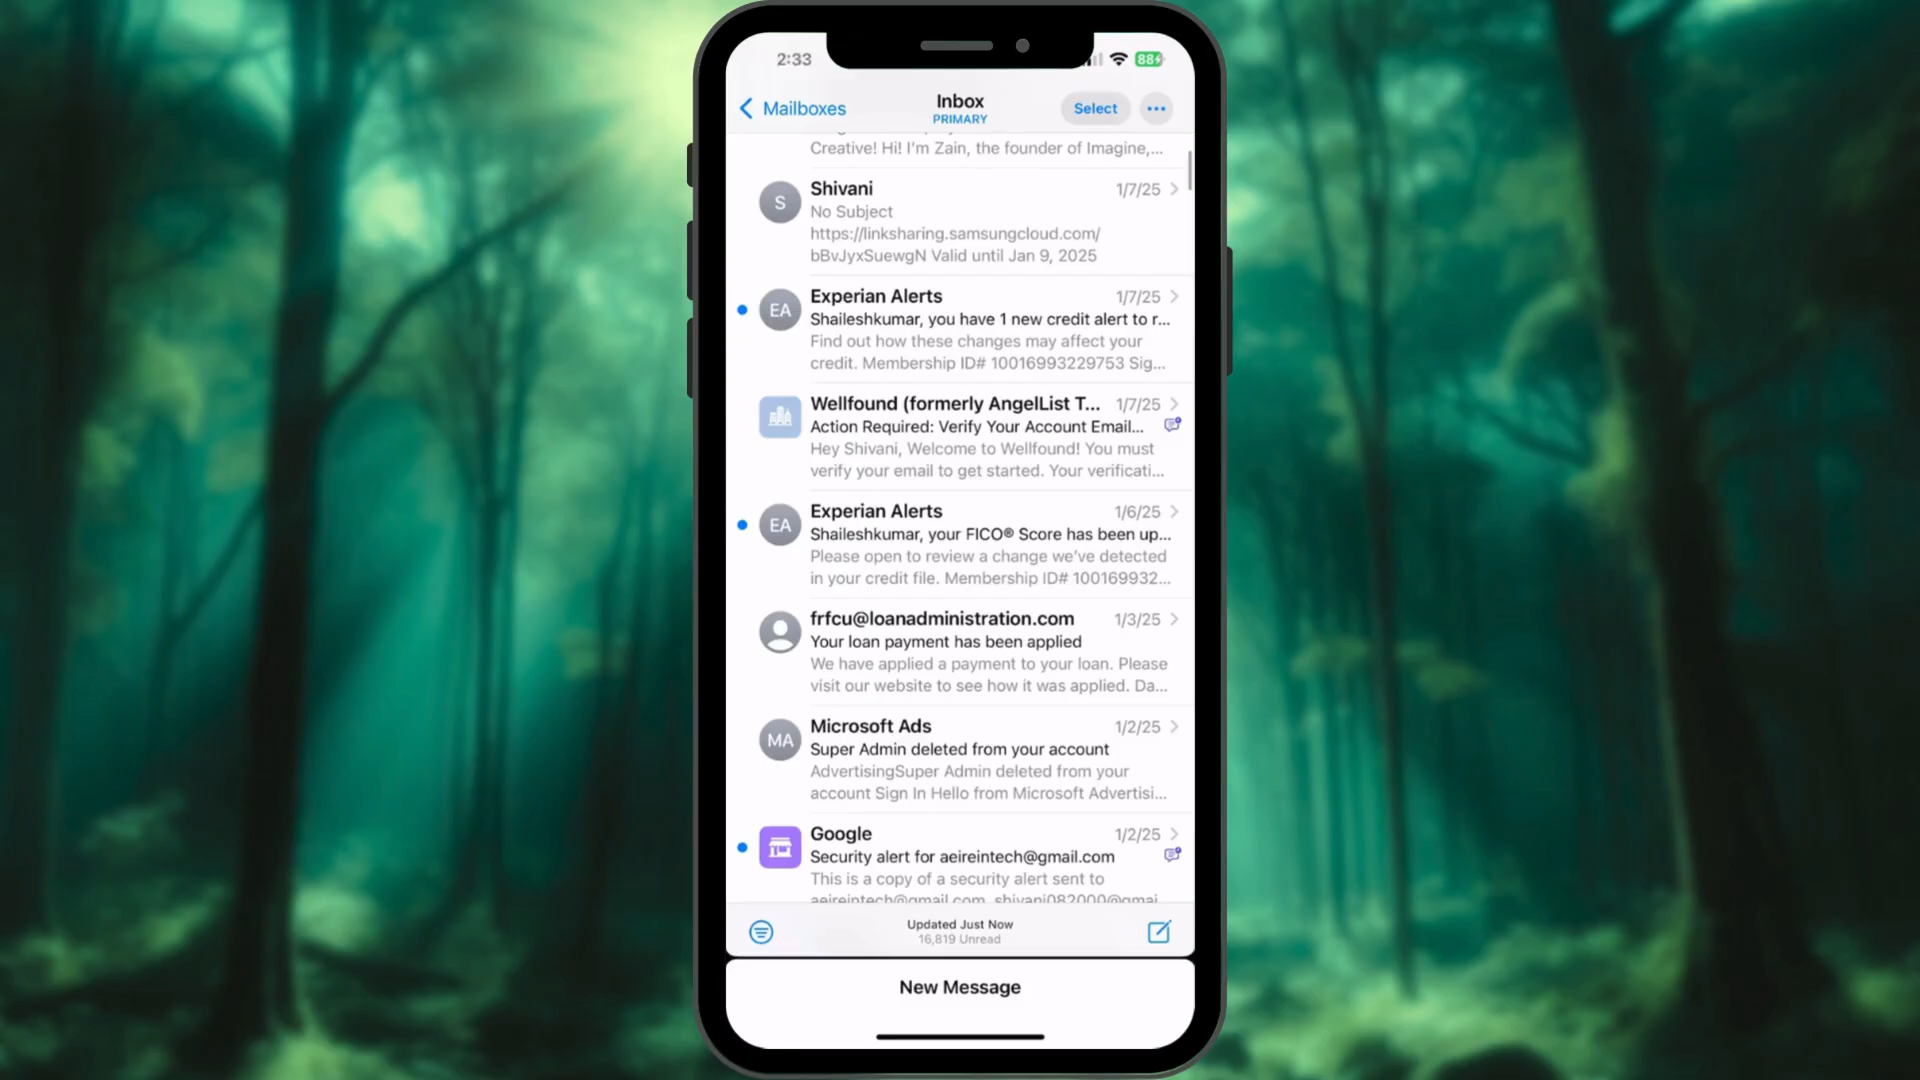 2:33
88
Mailboxes
Inbox
PRIMARY
Select
Creative! Hi! I'm Zain, the founder of Imagine,...
S
Shivani
1/7/25
No Subject
https://linksharing.samsungcloud.com/
bBvJyxSuewgN Valid until Jan 9, 2025
EA
Experian Alerts
1/7/25
Shaileshkumar, you have 1 new credit alert to r...
Find out how these changes may affect your
credit. Membership ID# 10016993229753 Sig...
Wellfound (formerly AngelList T...
1/7/25
Action Required: Verify Your Account Email...
Hey Shivani, Welcome to Wellfound! You must
verify your email to get started. Your verificati...
EA
Experian Alerts
1/6/25
Shaileshkumar, your FICO® Score has been up...
Please open to review a change we've detected
in your credit file. Membership ID# 100169932...
frfcu@loanadministration.com
1/3/25
Your loan payment has been applied
We have applied a payment to your loan. Please
visit our website to see how it was applied. Da...
MA
Microsoft Ads
1/2/25
Super Admin deleted from your account
AdvertisingSuper Admin deleted from your
account Sign In Hello from Microsoft Advertisi...
Google
1/2/25
Security alert for aeireintech@gmail.com
This is a copy of a security alert sent to
aeireintech@gmail.com, shivani082000@gmai
Updated Just Now
16,819 Unread
New Message